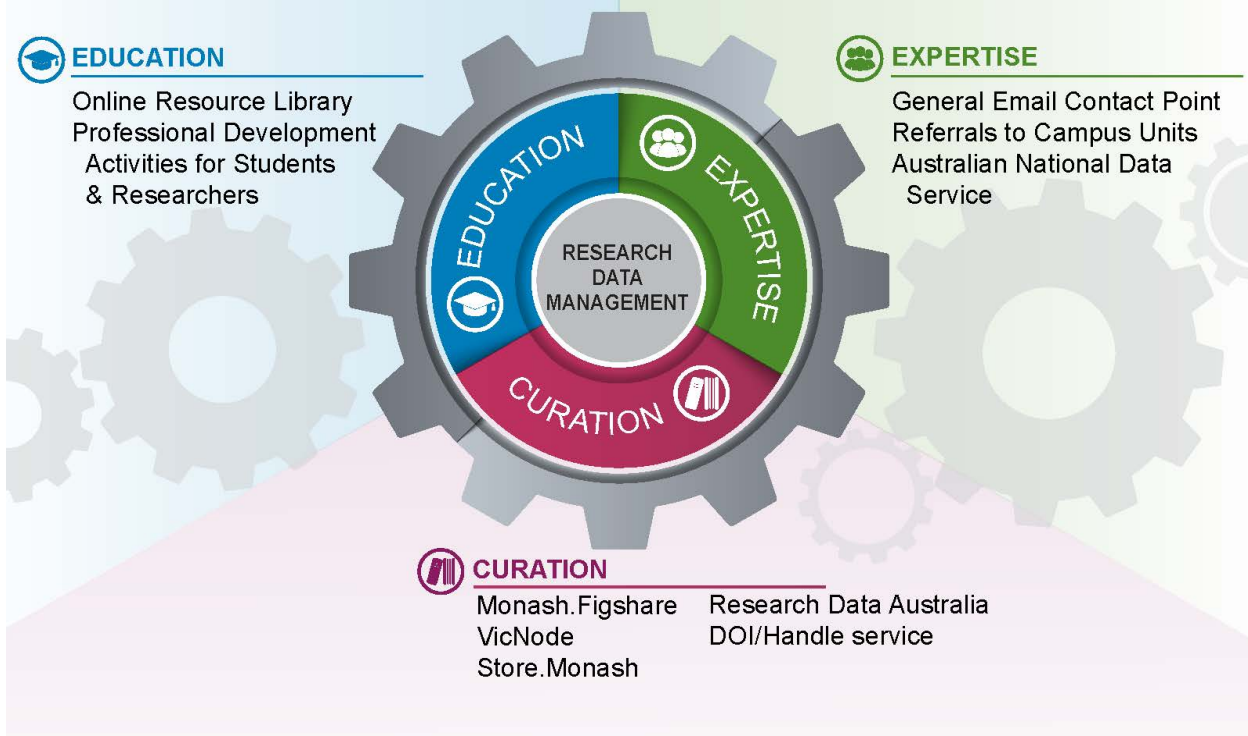 EDUCATION
Online Resource Library
Professional Development
Activities for Students
& Researchers
EXPERTISE
General Email Contact Point
Referrals to Campus Units
Australian National Data
Service
EDUCATION
EXPERTISE
RESEARCH
DATA
MANAGEMENT
CURATION
CURATION
Monash.Figshare
VicNode
Store.Monash
Research Data Australia
DOI/Handle service